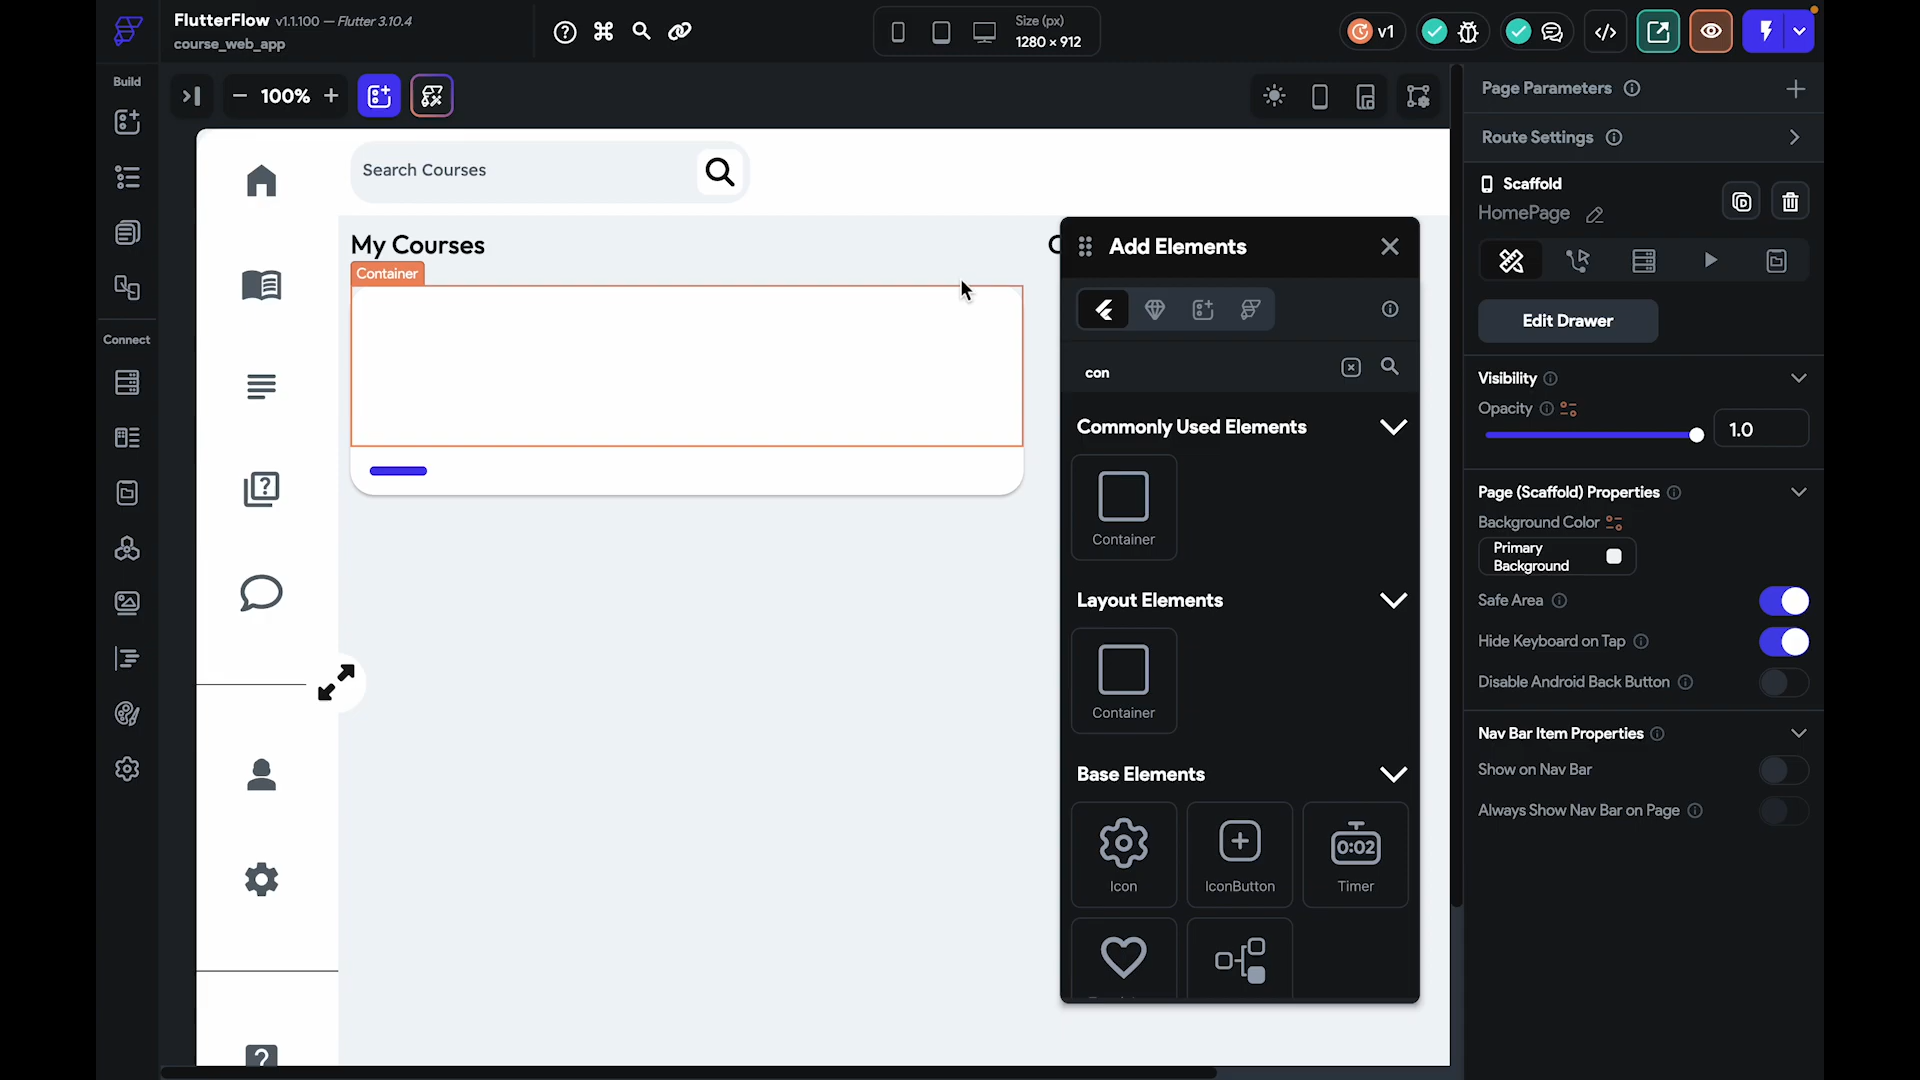 FlutterFlow v1.1.100 — Flutter 3.10.4
course_web_app
Size (px)
1280 × 912
v1
Build
Connect
100%
Search Courses
My Courses
Container
Add Elements
con
Commonly Used Elements
Container
Layout Elements
Container
Base Elements
Icon
IconButton
0:02
Timer
Page Parameters
Route Settings
Scaffold
HomePage
Edit Drawer
Visibility
Opacity
1.0
Page (Scaffold) Properties
Background Color
Primary
Background
Safe Area
Hide Keyboard on Tap
Disable Android Back Button
Nav Bar Item Properties
Show on Nav Bar
Always Show Nav Bar on Page